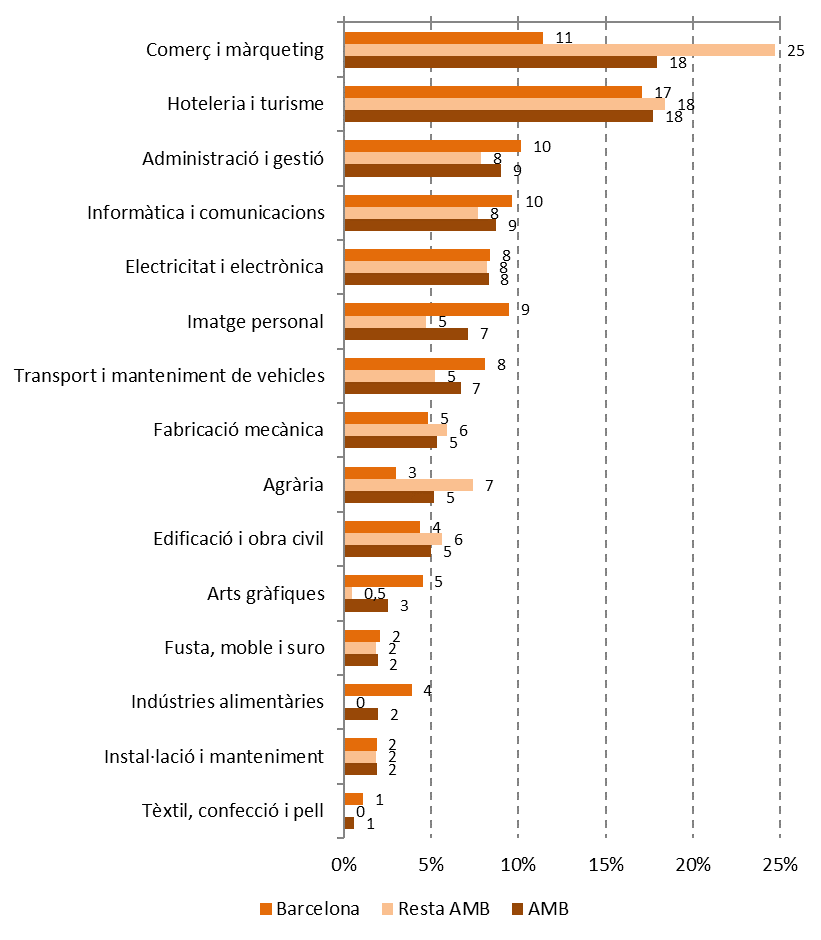 11
Comerç i màrqueting 25
18
17
Hoteleria i turisme 18
18
10
Administració i gestió 8
9
10
Informàtica i comunicacions 8
9
8
Electricitat i electrònica 8
8
9
Imatge personal 5
7
8
Transport i manteniment de vehicles 5
7
5
Fabricació mecànica 6
5
3
Agrària 7
5
4
Edificació i obra civil 6
5
5
Arts gràfiques 0,5
3
2
Fusta, moble i suro 2
2
4
Indústries alimentàries 0
2
2
Instal·lació i manteniment 2
2
1
Tèxtil, confecció i pell 0
1
0% 5% 10% 15% 20% 25%
Barcelona Resta AMB AMB